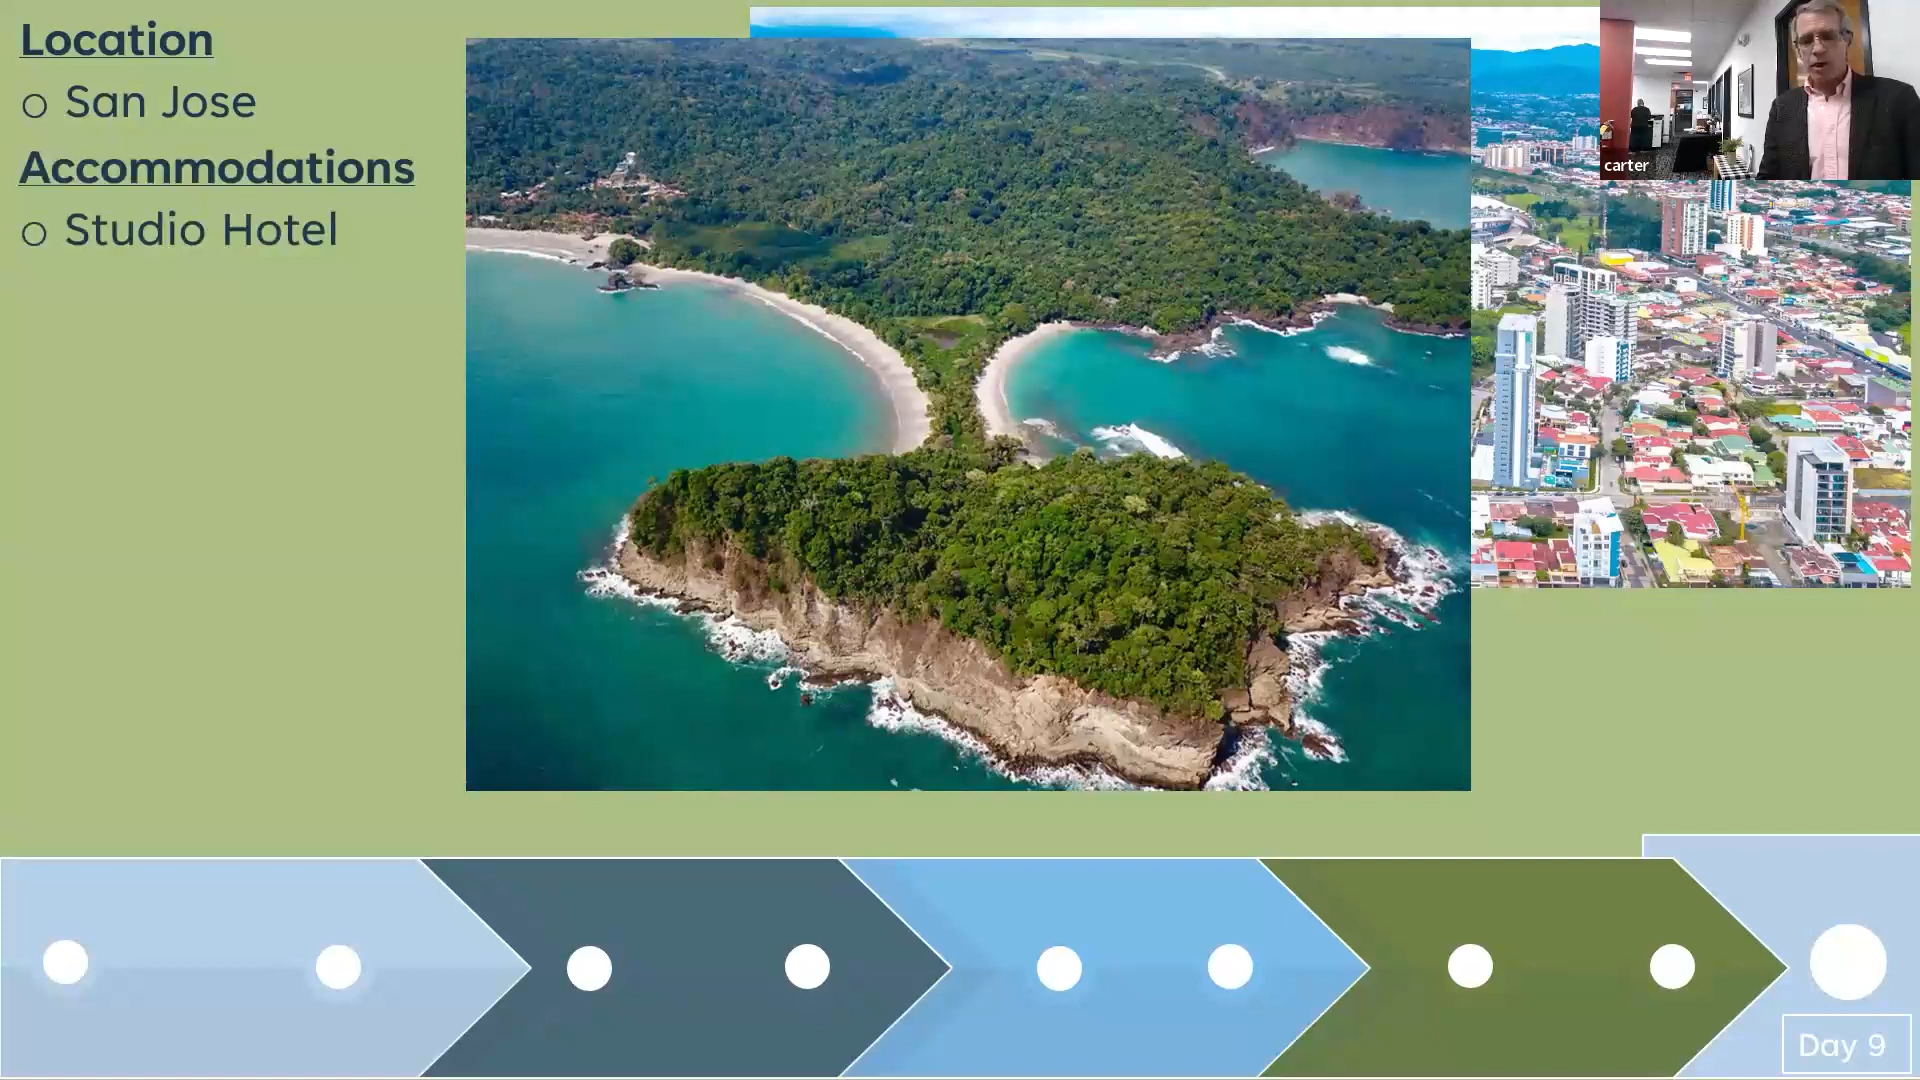 Location
San Jose
Accommodations
Studio Hotel
carter
Day 9